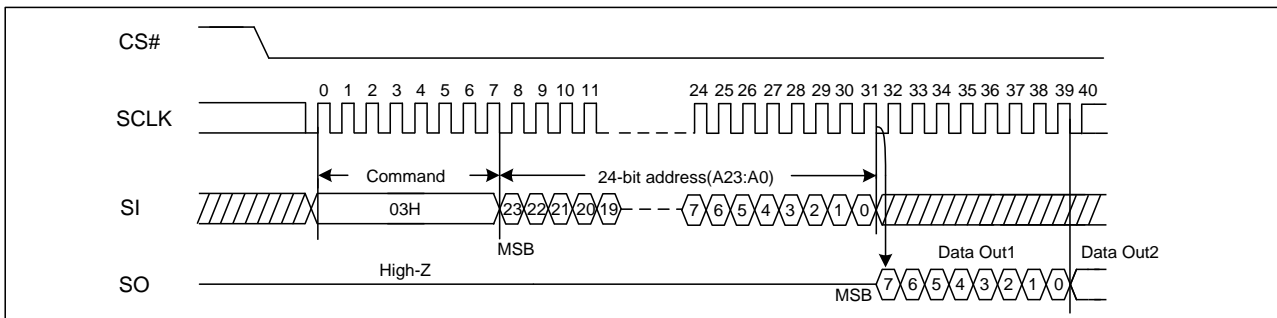 CS#
0 1 2 3 4 5 6 7 8 9 10 11 24 25 26 27 28 29 30 31 32 33 34 35 36 37 38 39 40
SCLK
Command 24-bit address(A23:A0)
SI 03H 23 22 21 20 19 7 6 5 4 3 2 1 0
MSB Data Out1 Data Out2
High-Z
SO MSB 7 6 5 4 3 2 1 0